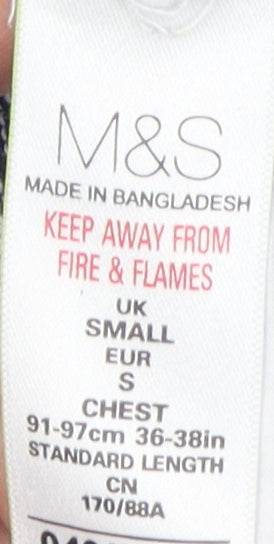 M&S
MADE IN BANGLADESH
KEEP AWAY FROM
FIRE & FLAMES
UK
SMALL
EUR
S
CHEST
91-97cm 36-38in
STANDARD LENGTH
CN
170/88A